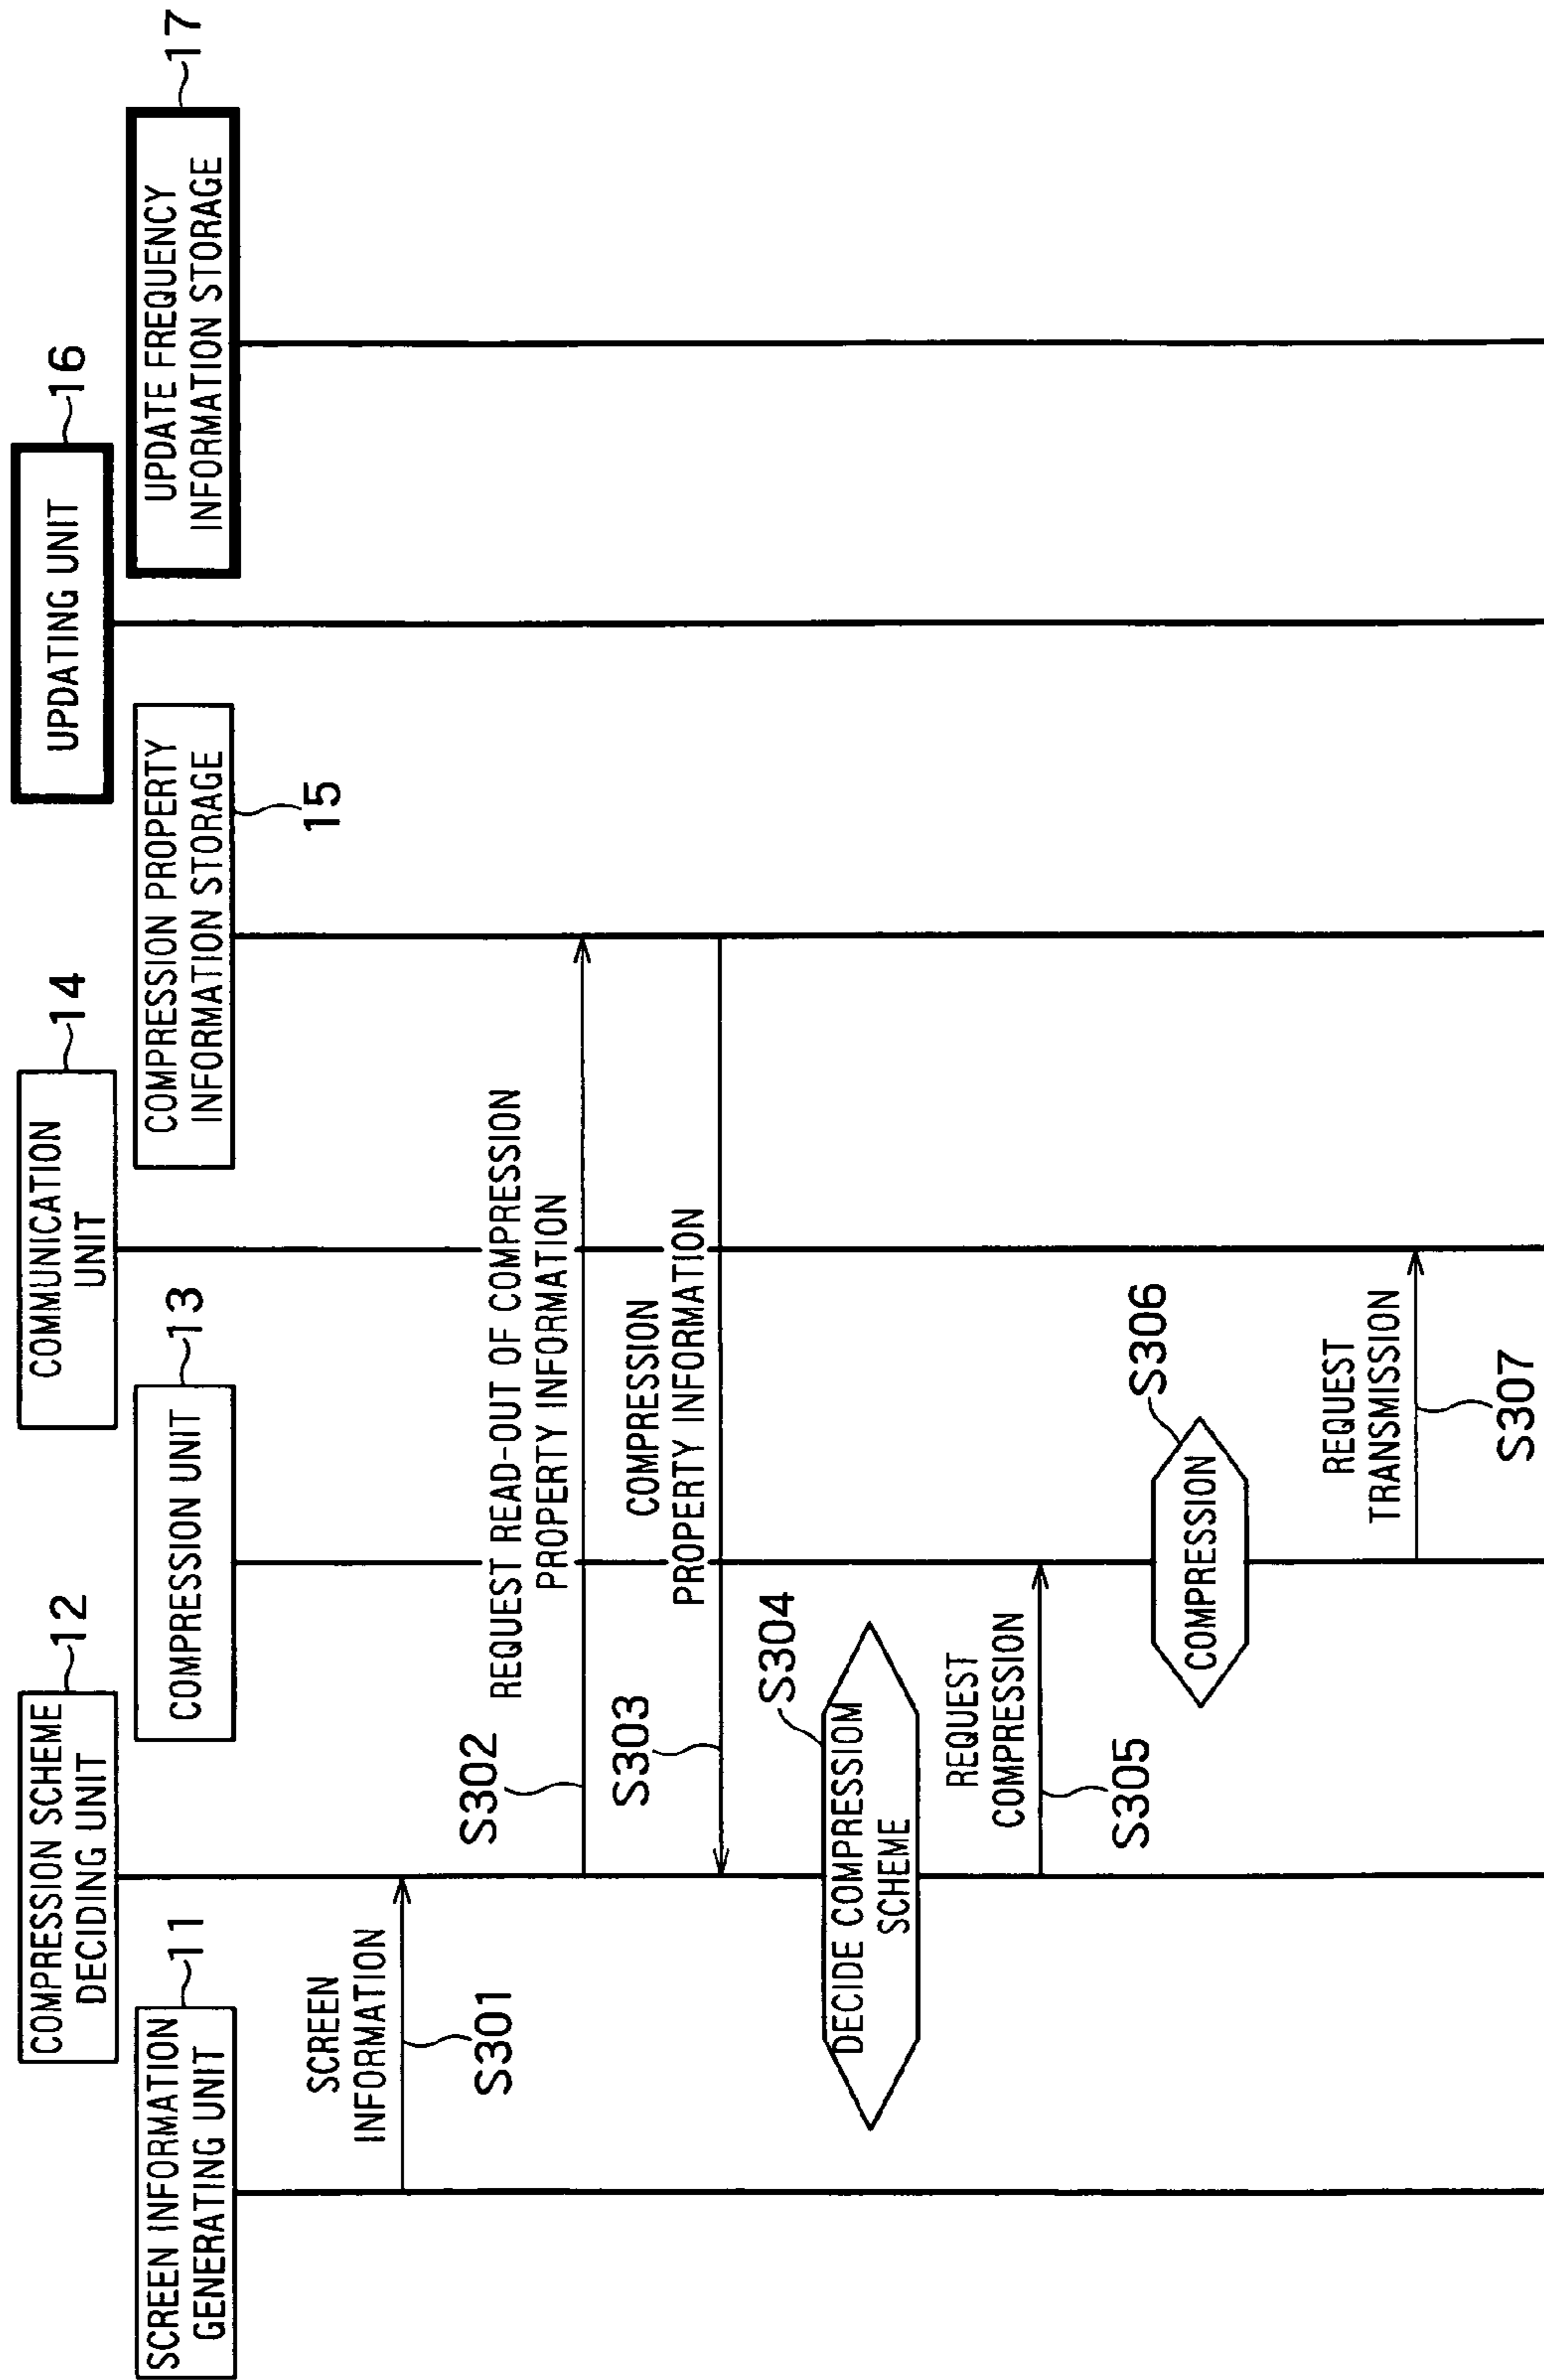 SCREEN INFORMATION
GENERATING UNIT
11
COMPRESSION SCHEME
DECIDING UNIT
12
COMPRESSION UNIT
13
COMMUNICATION
UNIT
14
COMPRESSION PROPERTY
INFORMATION STORAGE
15
UPDATING UNIT
16
UPDATE FREQUENCY
INFORMATION STORAGE
17
SCREEN
INFORMATION
S301
REQUEST READ-OUT OF COMPRESSION
PROPERTY INFORMATION
S302
COMPRESSION
PROPERTY INFORMATION
S303
DECIDE COMPRESSIOM
SCHEME
S304
REQUEST
COMPRESSION
S305
COMPRESSION
S306
REQUEST
TRANSMISSION
S307